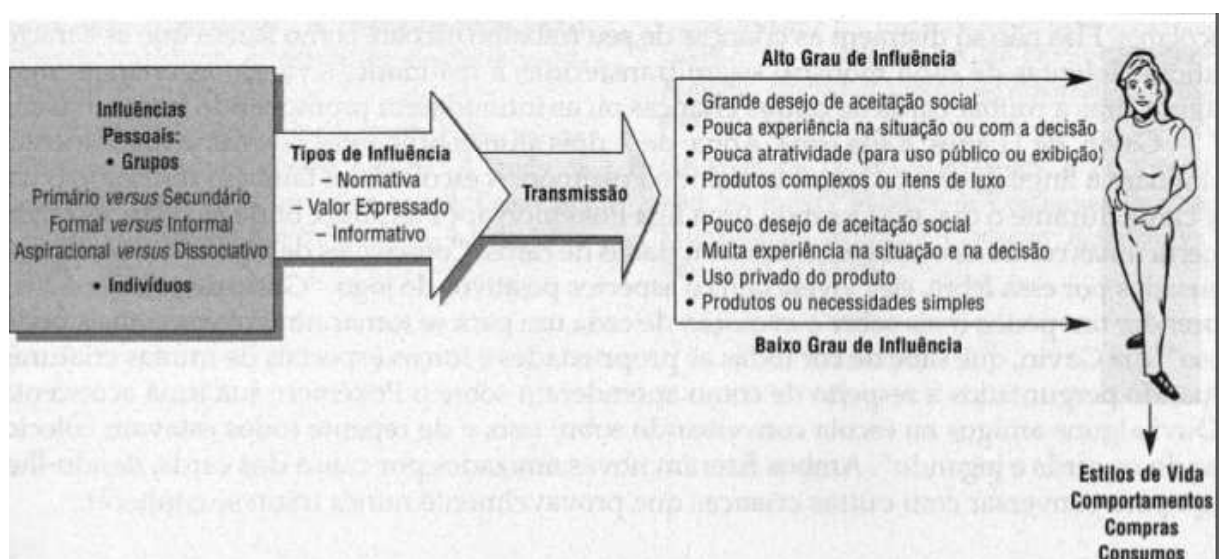 Influências
Pessoais:
• Grupos
Primário versus Secundário
Formal versus Informal
Aspiracional versus Dissociativo
• Indivíduos
Tipos de Influência
– Normativa
– Valor Expressado
– Informativo
Transmissão
Alto Grau de Influência
• Grande desejo de aceitação social
• Pouca experiência na situação ou com a decisão
• Pouca atratividade (para uso público ou exibição)
• Produtos complexos ou itens de luxo
• Pouco desejo de aceitação social
• Muita experiência na situação e na decisão
• Uso privado do produto
• Produtos ou necessidades simples
Baixo Grau de Influência
Estilos de Vida
Comportamentos
Compras
Consumos